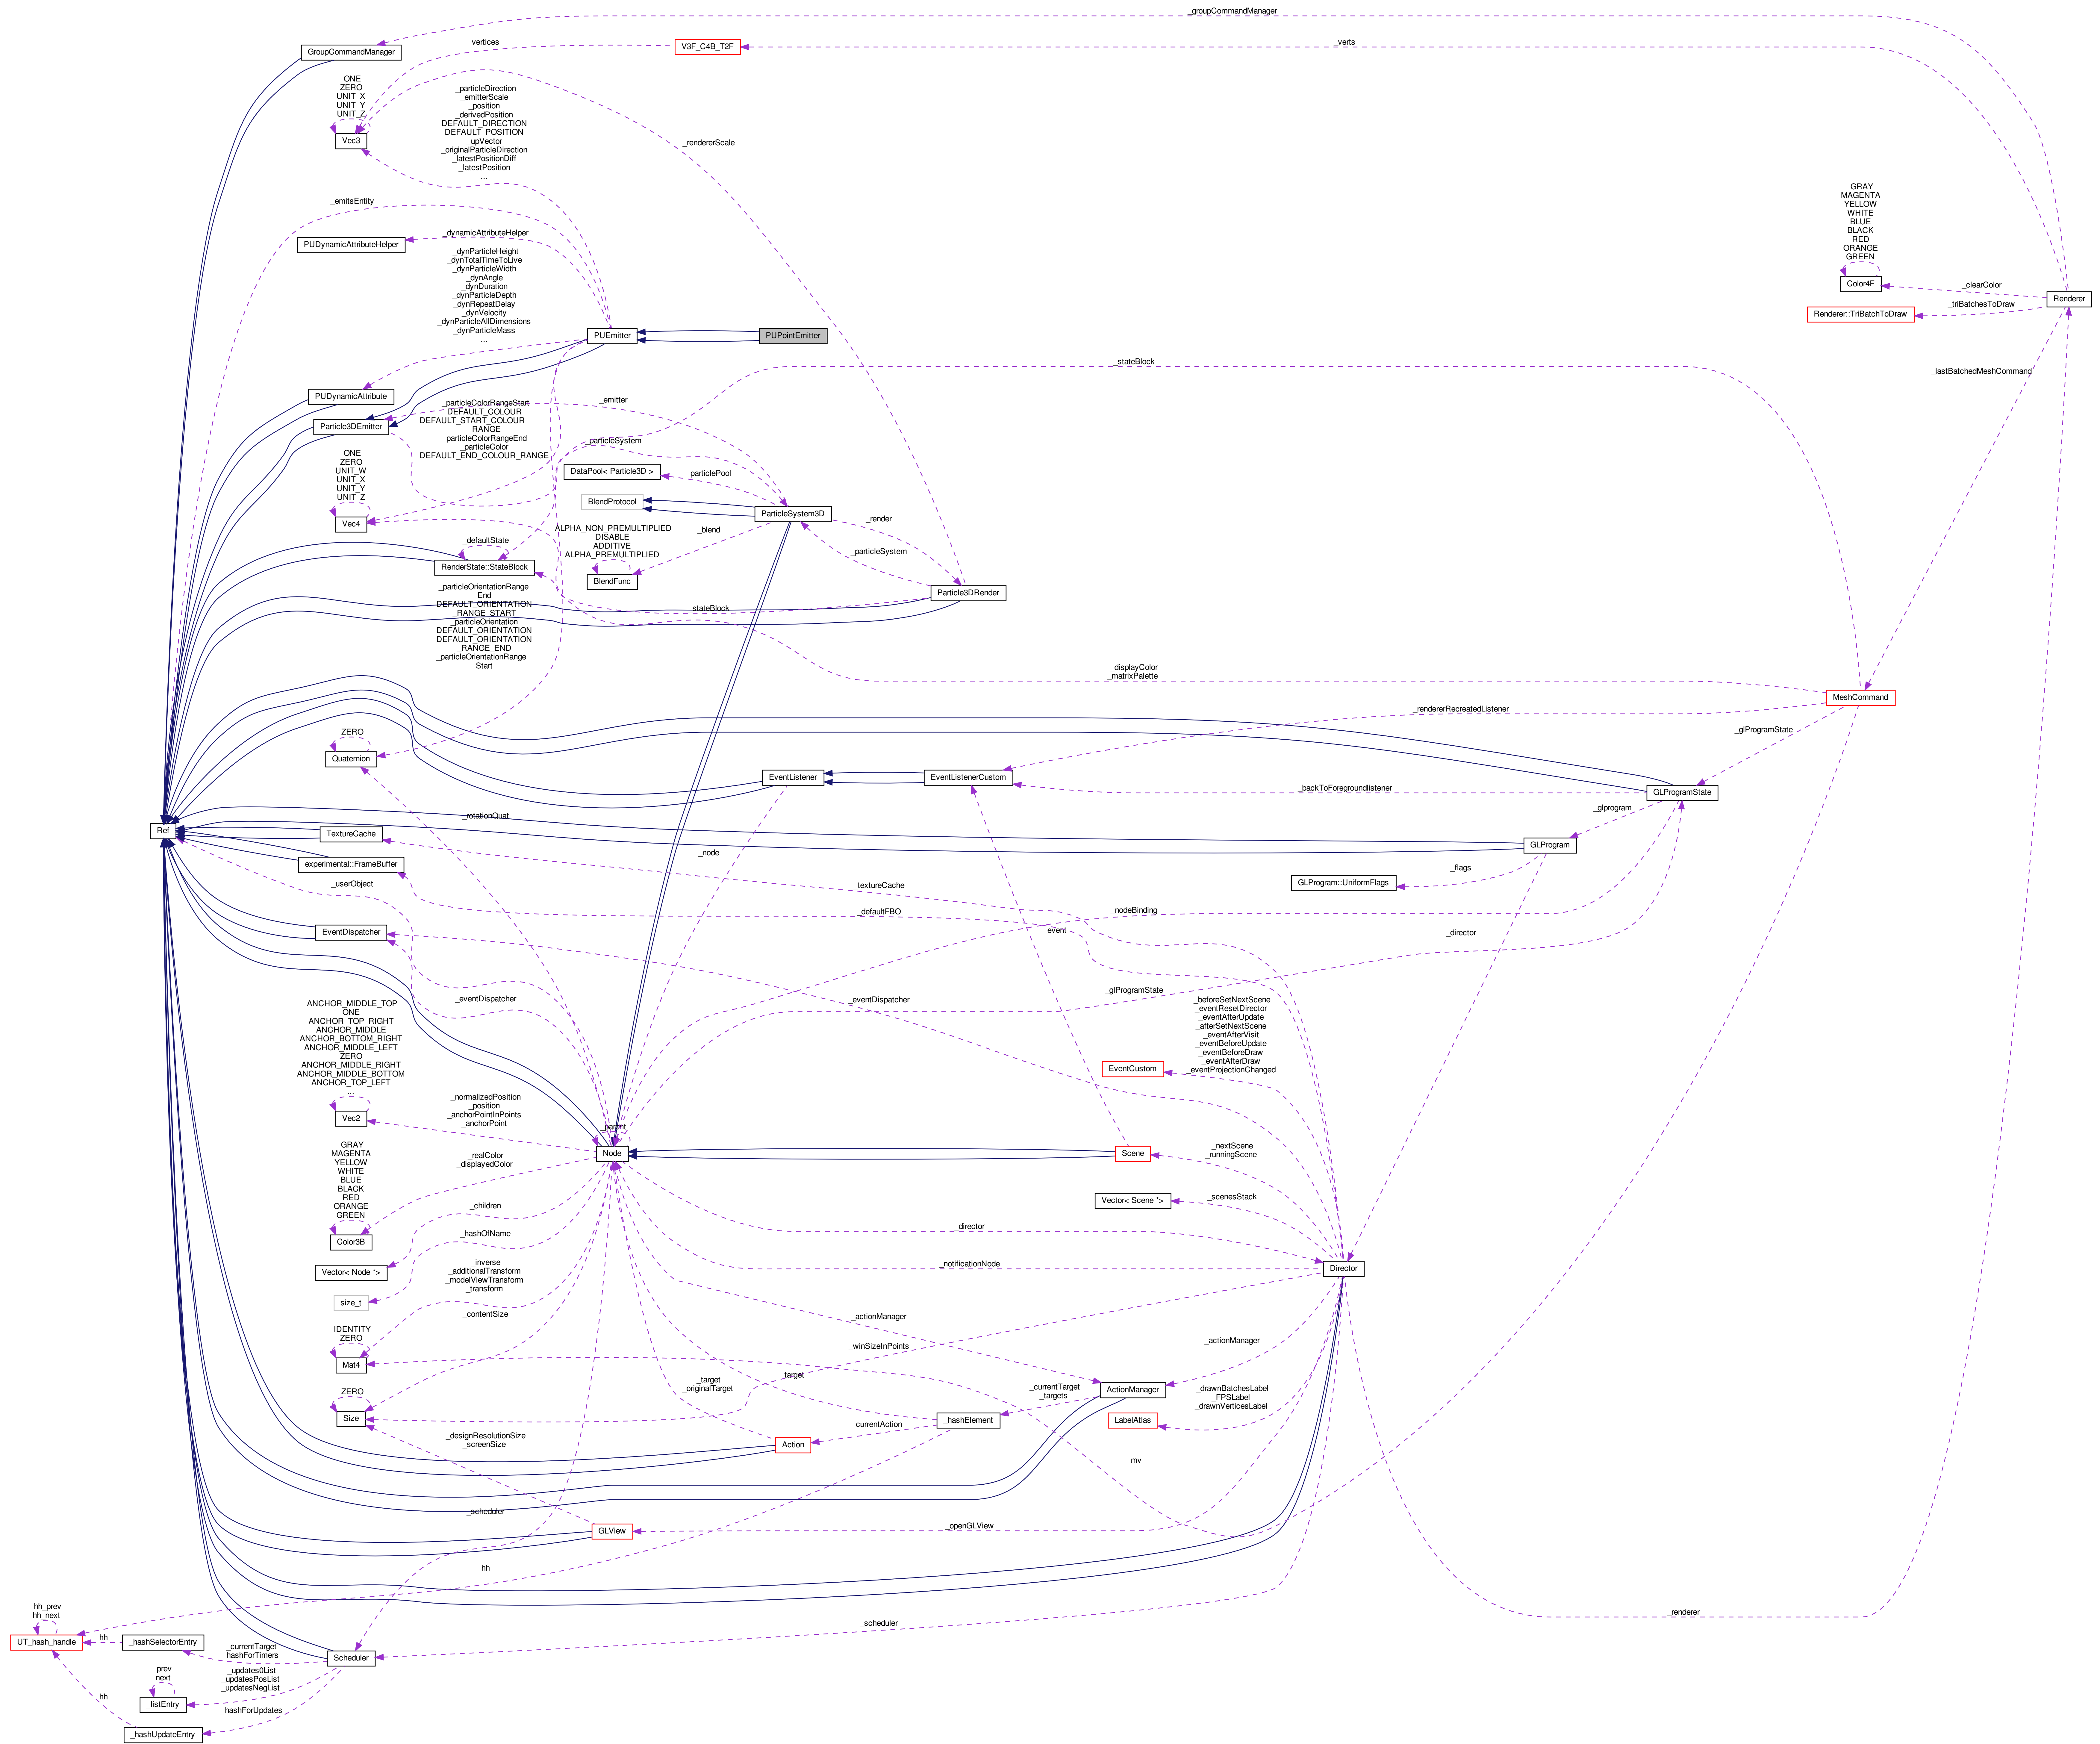 _groupCommandManager
GroupCommandManager
vertices
V3F_C4B_T2F
_verts
ONE
ZERO
UNIT_X
UNIT_Y
UNIT_Z
Vec3
_particleDirection
_emitterScale
_position
_derivedPosition
DEFAULT_DIRECTION
DEFAULT_POSITION
_upVector
_originalParticleDirection
_latestPositionDiff
_latestPosition
...
_rendererScale
GRAY
MAGENTA
YELLOW
WHITE
BLUE
BLACK
RED
ORANGE
GREEN
Color4F
_clearColor
Renderer
_triBatchesToDraw
Renderer::TriBatchToDraw
_emitsEntity
_dynamicAttributeHelper
PUDynamicAttributeHelper
_dynParticleHeight
_dynTotalTimeToLive
_dynParticleWidth
_dynAngle
_dynDuration
_dynParticleDepth
_dynRepeatDelay
_dynVelocity
_dynParticleAllDimensions
_dynParticleMass
...
PUEmitter
PUPointEmitter
_stateBlock
_lastBatchedMeshCommand
PUDynamicAttribute
Particle3DEmitter
_particleColorRangeStart
DEFAULT_COLOUR
DEFAULT_START_COLOUR
_RANGE
_particleColorRangeEnd
_particleColor
DEFAULT_END_COLOUR_RANGE
_emitter
_particleSystem
ONE
ZERO
UNIT_W
UNIT_X
UNIT_Y
UNIT_Z
Vec4
DataPool< Particle3D >
_particlePool
BlendProtocol
ParticleSystem3D
_render
_blend
ALPHA_NON_PREMULTIPLIED
DISABLE
ADDITIVE
ALPHA_PREMULTIPLIED
BlendFunc
_particleSystem
_defaultState
RenderState::StateBlock
Particle3DRender
_stateBlock
_particleOrientationRange
End
DEFAULT_ORIENTATION
_RANGE_START
_particleOrientation
DEFAULT_ORIENTATION
DEFAULT_ORIENTATION
_RANGE_END
_particleOrientationRange
Start
_displayColor
_matrixPalette
MeshCommand
_rendererRecreatedListener
_glProgramState
ZERO
Quaternion
EventListener
EventListenerCustom
_backToForegroundlistener
GLProgramState
_glprogram
Ref
TextureCache
_rotationQuat
GLProgram
experimental::FrameBuffer
_node
_flags
GLProgram::UniformFlags
_userObject
_textureCache
_defaultFBO
_nodeBinding
EventDispatcher
_event
_director
_eventDispatcher
_eventDispatcher
_glProgramState
ANCHOR_MIDDLE_TOP
ONE
ANCHOR_TOP_RIGHT
ANCHOR_MIDDLE
ANCHOR_BOTTOM_RIGHT
ANCHOR_MIDDLE_LEFT
ZERO
ANCHOR_MIDDLE_RIGHT
ANCHOR_MIDDLE_BOTTOM
ANCHOR_TOP_LEFT
...
Vec2
_beforeSetNextScene
_eventResetDirector
_eventAfterUpdate
_afterSetNextScene
_eventAfterVisit
_eventBeforeUpdate
_eventBeforeDraw
_eventAfterDraw
_eventProjectionChanged
EventCustom
_normalizedPosition
_position
_anchorPointInPoints
_anchorPoint
_parent
Node
Scene
_nextScene
_runningScene
GRAY
MAGENTA
YELLOW
WHITE
BLUE
BLACK
RED
ORANGE
GREEN
Color3B
_realColor
_displayedColor
Vector< Scene *>
_scenesStack
_children
_director
_hashOfName
Vector< Node *>
_notificationNode
Director
size_t
_inverse
_additionalTransform
_modelViewTransform
_transform
_contentSize
_actionManager
_winSizeInPoints
_actionManager
IDENTITY
ZERO
Mat4
_target
_originalTarget
target
_currentTarget
_targets
ActionManager
_drawnBatchesLabel
_FPSLabel
_drawnVerticesLabel
LabelAtlas
ZERO
Size
_hashElement
currentAction
Action
_designResolutionSize
_screenSize
_mv
_scheduler
GLView
_openGLView
hh
hh_prev
hh_next
UT_hash_handle
hh
_hashSelectorEntry
_currentTarget
_hashForTimers
Scheduler
_scheduler
_renderer
prev
next
_listEntry
_updates0List
_updatesPosList
_updatesNegList
hh
_hashForUpdates
_hashUpdateEntry